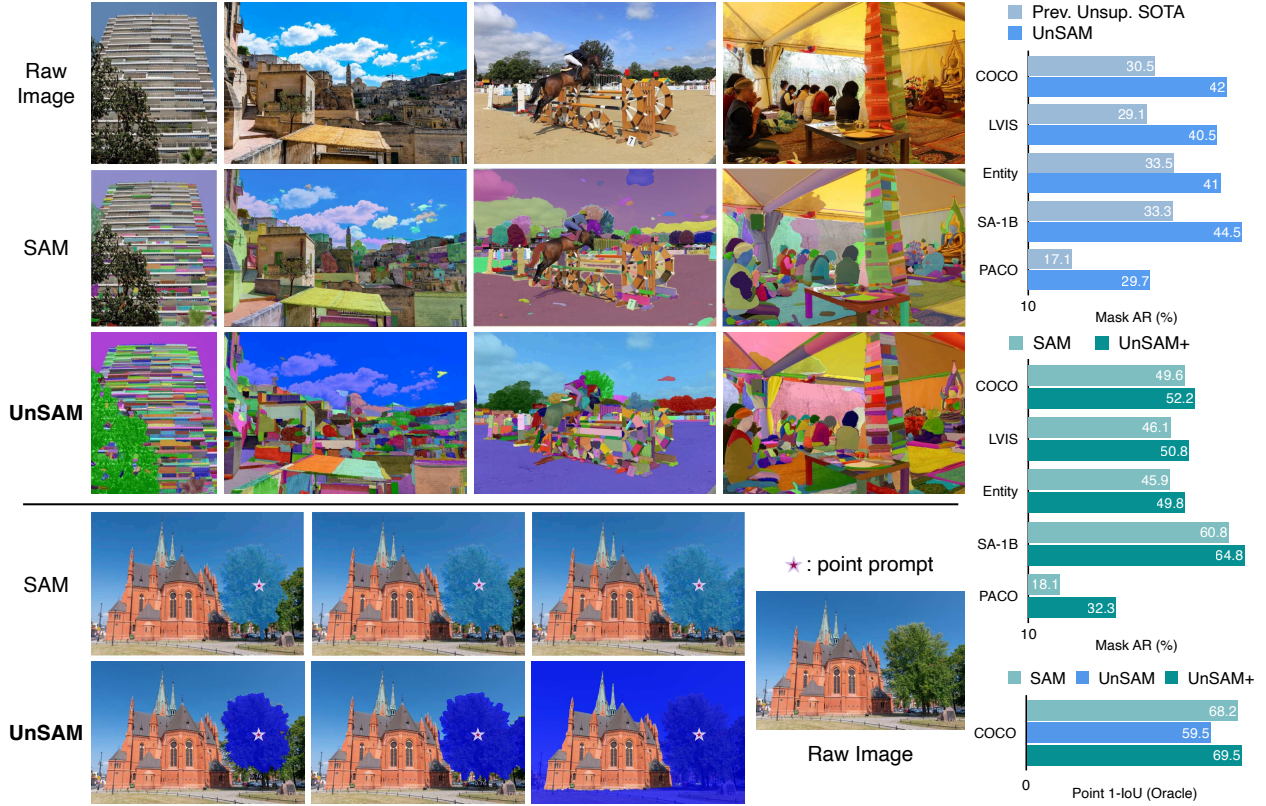 Raw
Image
SAM
UnSAM
SAM
UnSAM
: point prompt
Raw Image
Prev. Unsup. SOTA
UnSAM
COCO
30.5
42
LVIS
29.1
40.5
Entity
33.5
41
SA-1B
33.3
44.5
PACO
17.1
29.7
10
Mask AR (%)
SAM UnSAM+
COCO
49.6
52.2
LVIS
46.1
50.8
Entity
45.9
49.8
SA-1B
60.8
64.8
PACO
18.1
32.3
10
Mask AR (%)
SAM UnSAM UnSAM+
COCO
68.2
59.5
69.5
0
Point 1-IoU (Oracle)